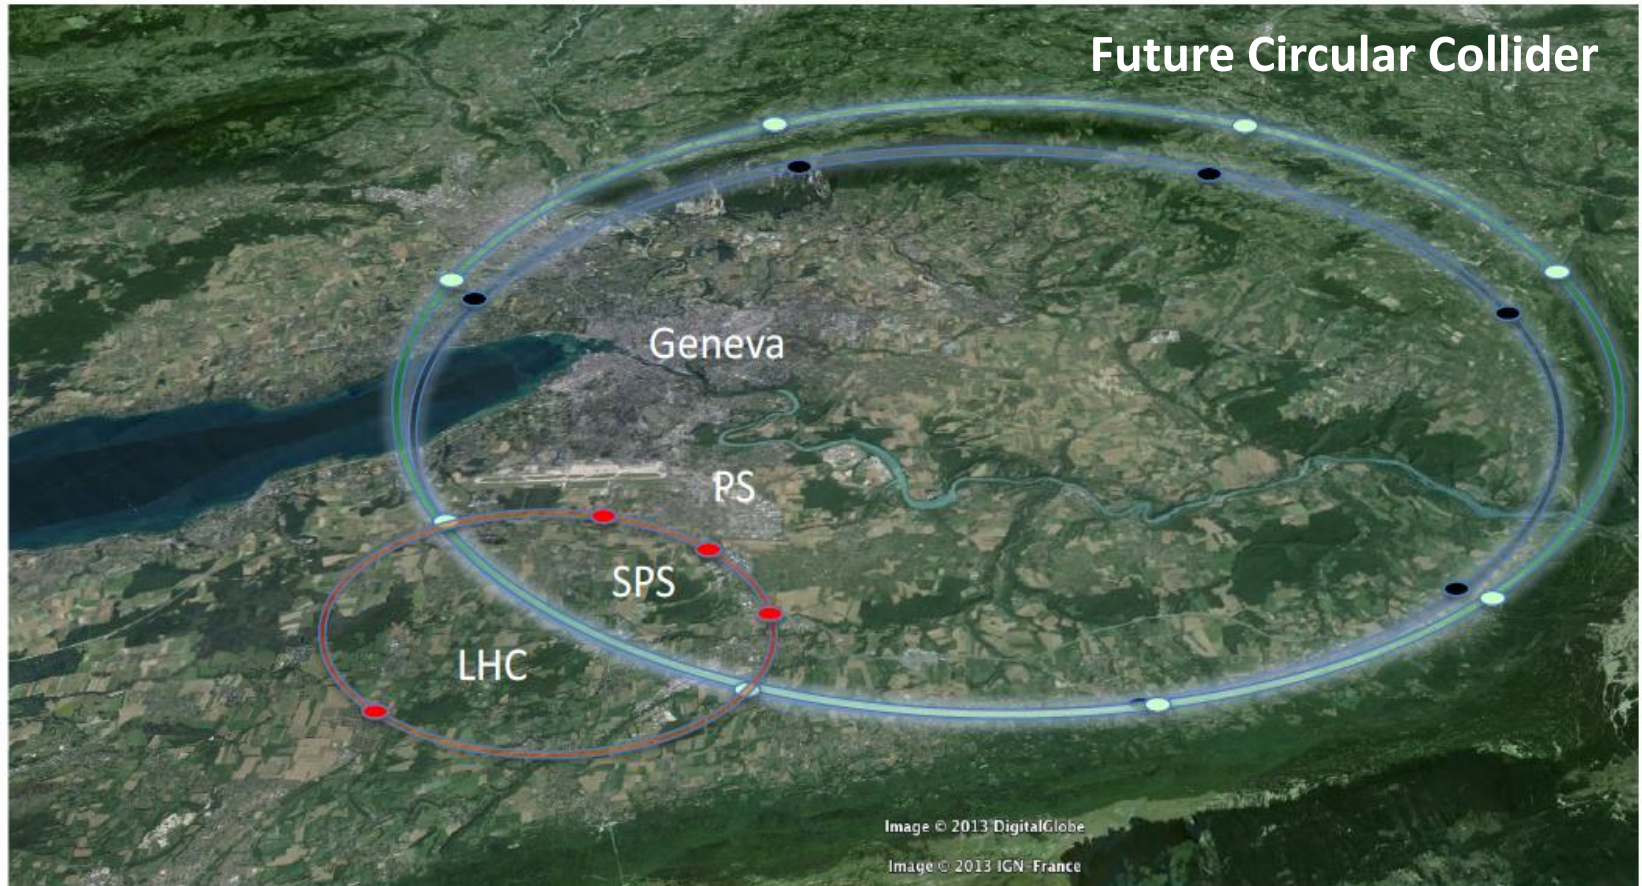 Future Circular Collider
Geneva
PS
SPS
LHC
Image © 2013 DigitalGlobe
Image © 2013 IGN-France